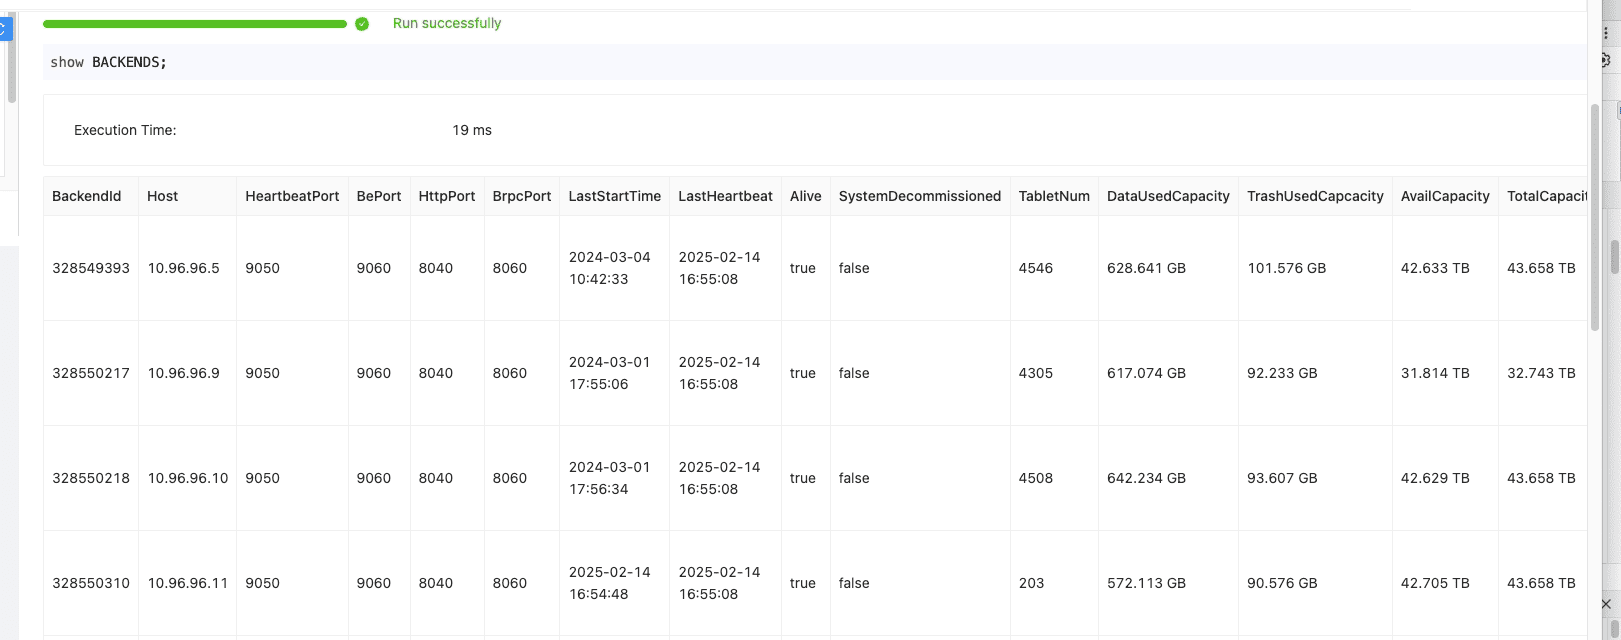 Run successfully
show BACKENDS;
Execution Time: 19 ms
BackendId Host HeartbeatPort BePort HttpPort BrpcPort LastStartTime LastHeartbeat Alive SystemDecommissioned TabletNum DataUsedCapacity TrashUsedCapcacity AvailCapacity TotalCapacit
328549393 10.96.96.5 9050 9060 8040 8060 2024-03-04 10:42:33 2025-02-14 16:55:08 true false 4546 628.641 GB 101.576 GB 42.633 TB 43.658 TB
328550217 10.96.96.9 9050 9060 8040 8060 2024-03-01 17:55:06 2025-02-14 16:55:08 true false 4305 617.074 GB 92.233 GB 31.814 TB 32.743 TB
328550218 10.96.96.10 9050 9060 8040 8060 2024-03-01 17:56:34 2025-02-14 16:55:08 true false 4508 642.234 GB 93.607 GB 42.629 TB 43.658 TB
328550310 10.96.96.11 9050 9060 8040 8060 2025-02-14 16:54:48 2025-02-14 16:55:08 true false 203 572.113 GB 90.576 GB 42.705 TB 43.658 TB